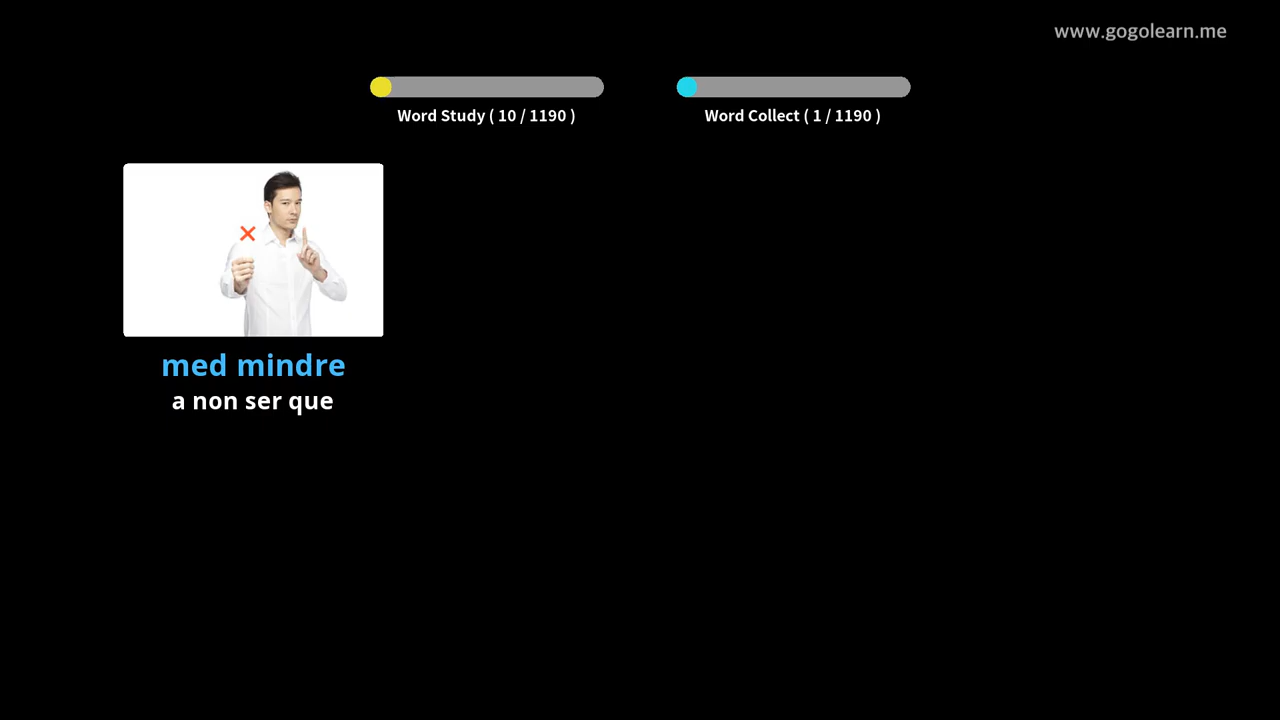 www.gogolearn.me
Word Study ( 10 / 1190 )
Word Collect ( 1 / 1190 )
med mindre
a non ser que